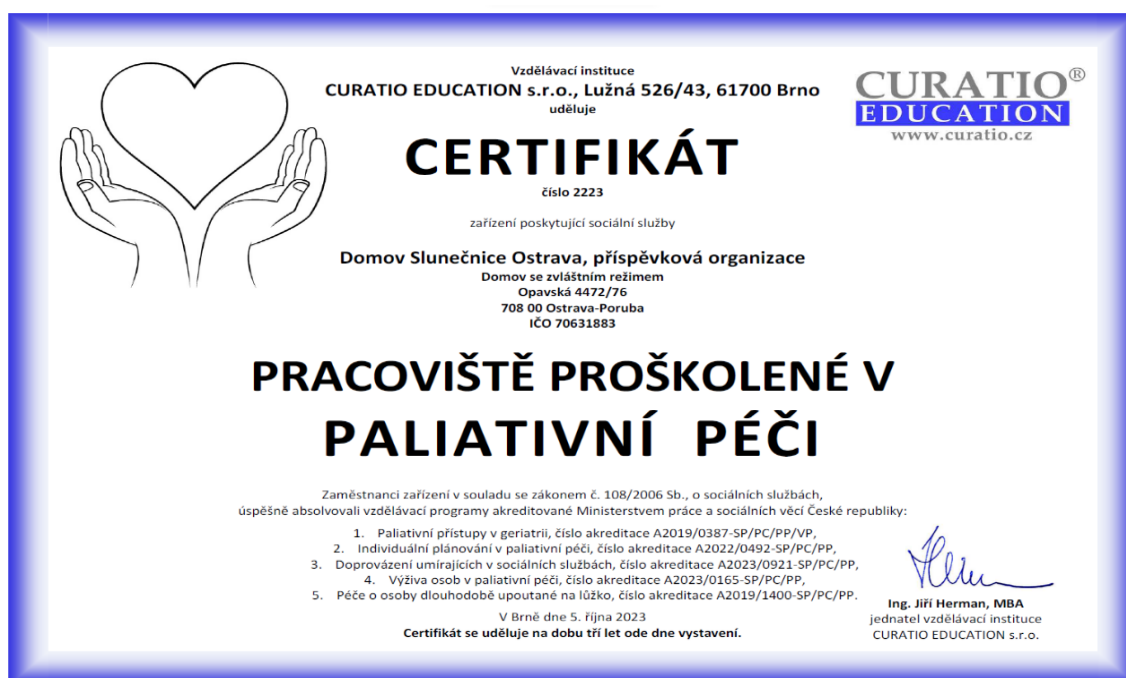 Vzdělávací instituce
CURATIO EDUCATION s.r.o., Lužná 526/43, 61700 Brno
uděluje
CURATIO®
EDUCATION
www.curatio.cz
CERTIFIKÁT
číslo 2223
zařízení poskytující sociální služby
Domov Slunečnice Ostrava, příspěvková organizace
Domov se zvláštním režimem
Opavská 4472/76
708 00 Ostrava-Poruba
IČO 70631883
PRACOVIŠTĚ PROŠKOLENÉ V
PALIATIVNÍ PÉČI
Zaměstnanci zařízení v souladu se zákonem č. 108/2006 Sb., o sociálních službách,
úspěšně absolvovali vzdělávací programy akreditované Ministerstvem práce a sociálních věcí České republiky:
1. Paliativní přístupy v geriatrii, číslo akreditace A2019/0387-SP/PC/PP/VP,
2. Individuální plánování v paliativní péči, číslo akreditace A2022/0492-SP/PC/PP,
3. Doprovázení umírajících v sociálních službách, číslo akreditace A2023/0921-SP/PC/PP,
4. Výživa osob v paliativní péči, číslo akreditace A2023/0165-SP/PC/PP,
5. Péče o osoby dlouhodobě upoutané na lůžko, číslo akreditace A2019/1400-SP/PC/PP.
V Brně dne 5. října 2023
Certifikát se uděluje na dobu tří let ode dne vystavení.
Ing. Jiří Herman, MBA
jednatel vzdělávací instituce
CURATIO EDUCATION s.r.o.